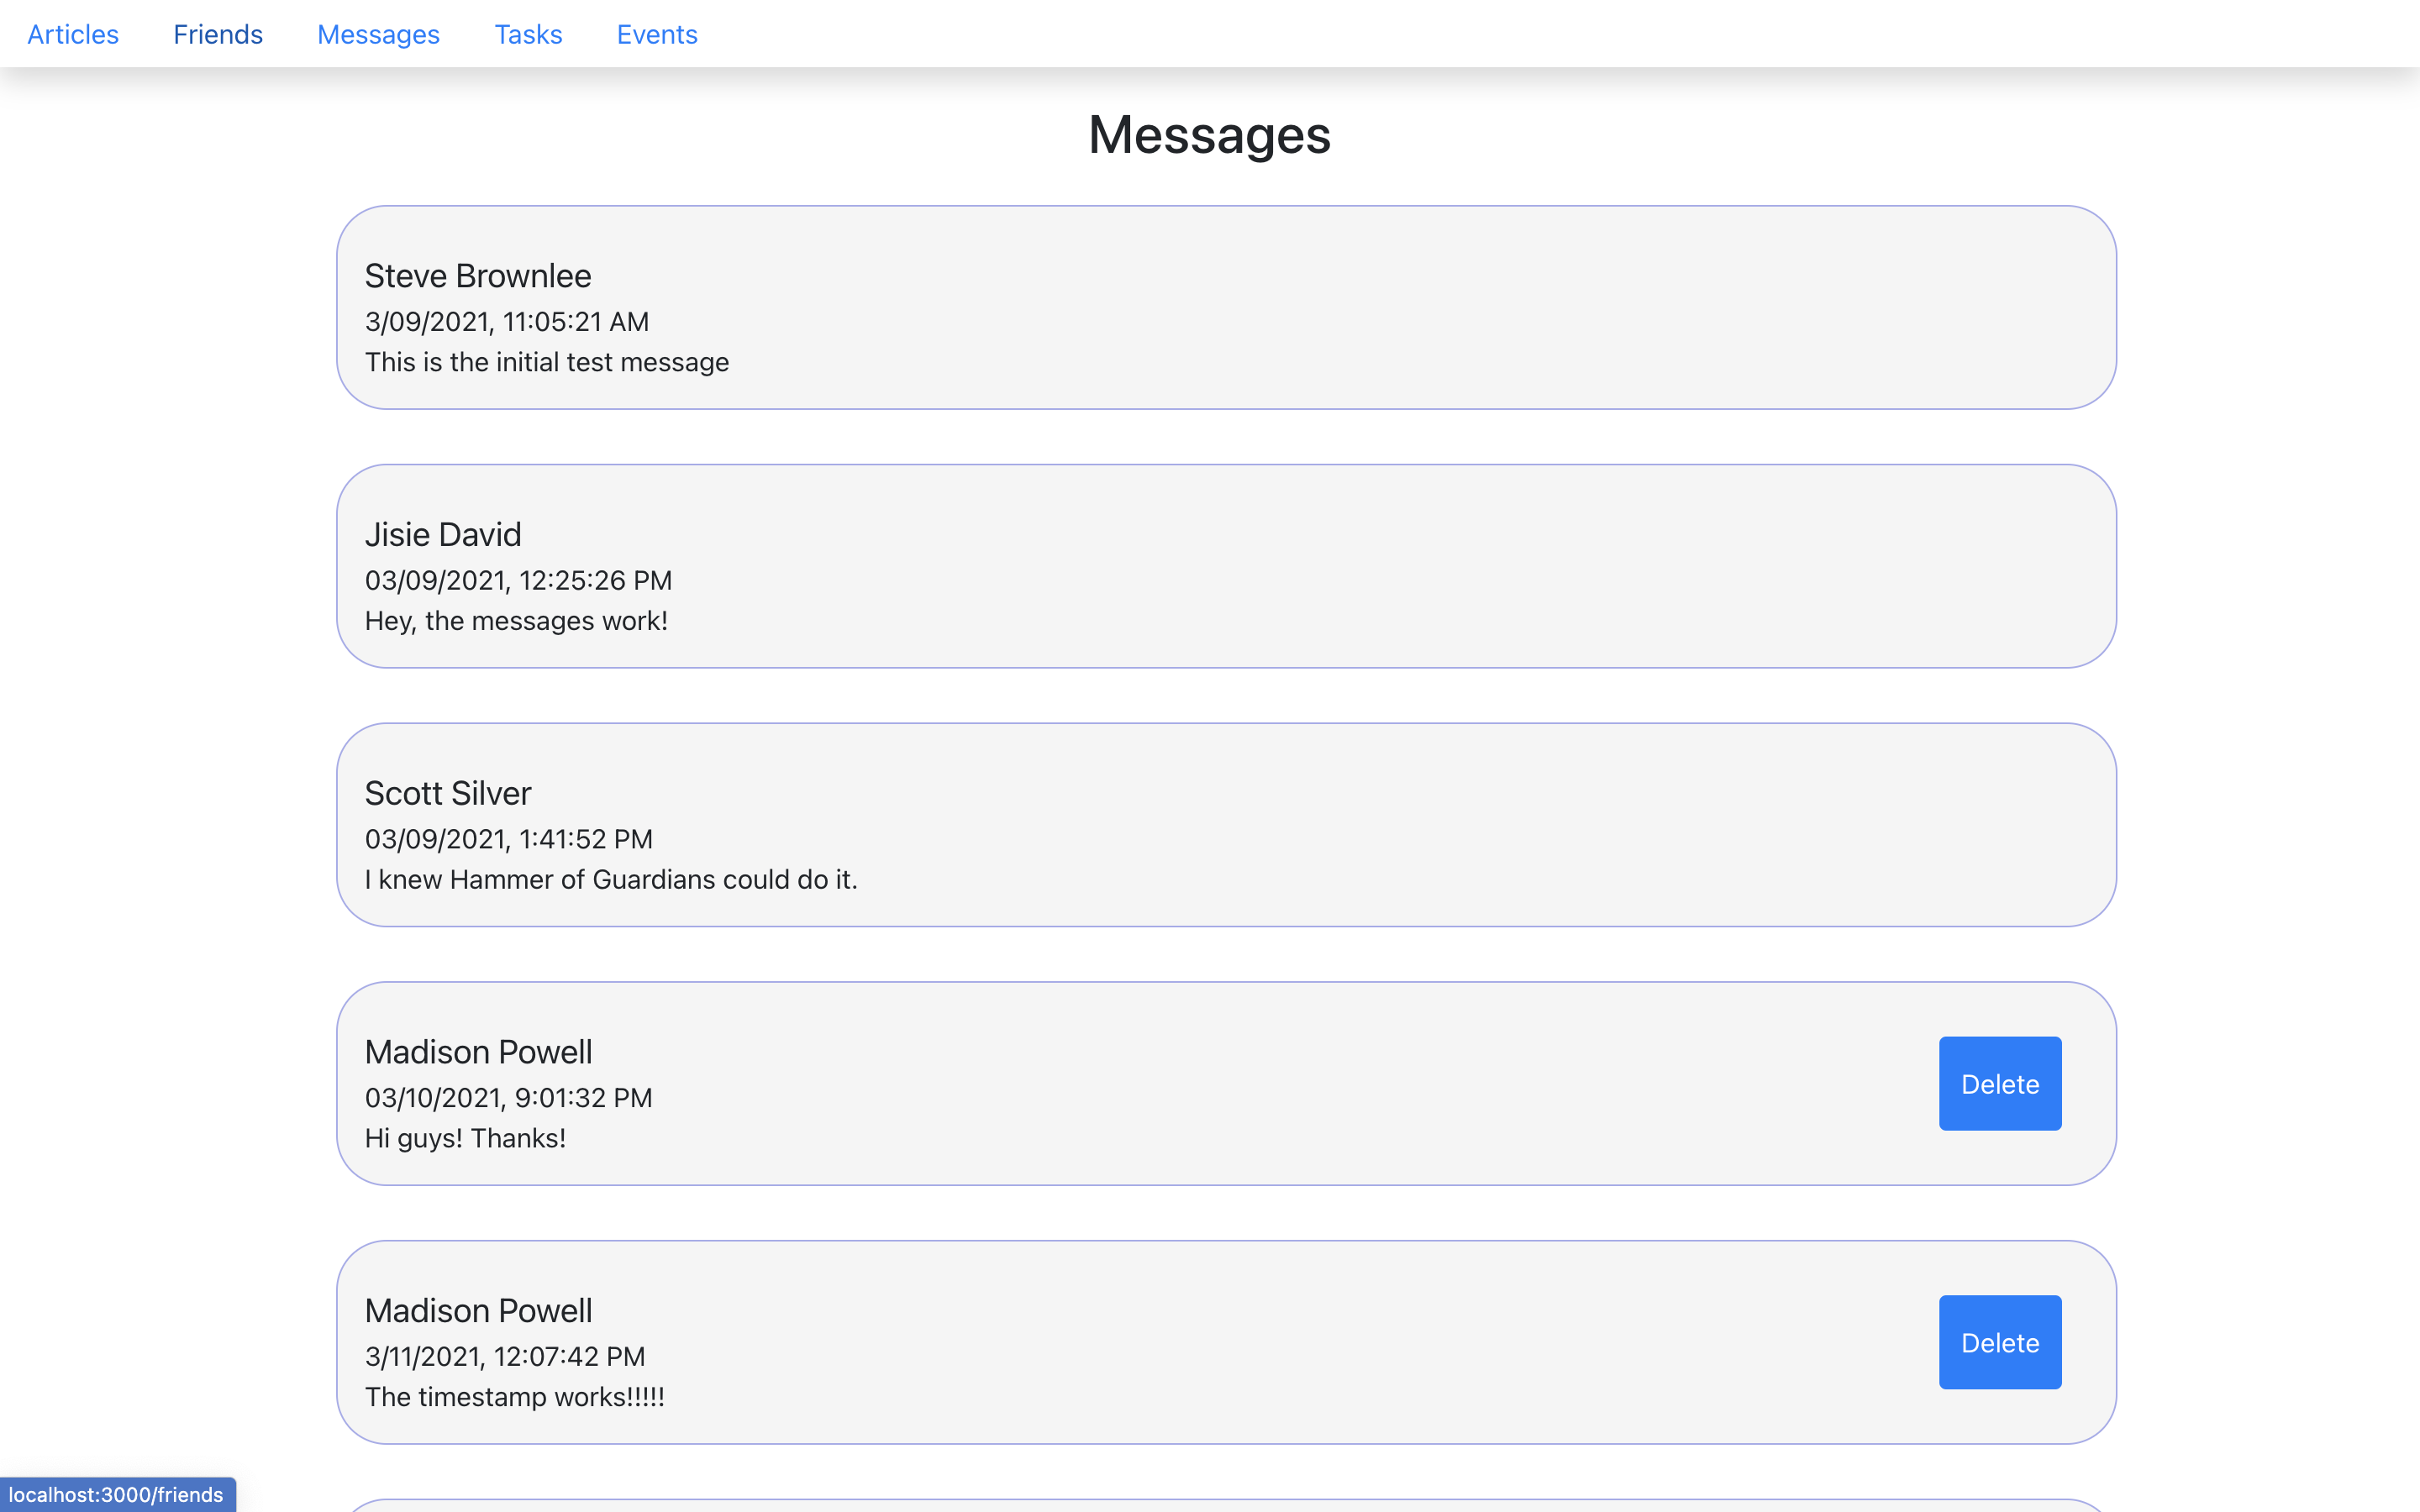 Articles Friends Messages Tasks Events
Messages
Steve Brownlee
3/09/2021, 11:05:21 AM
This is the initial test message
Jisie David
03/09/2021, 12:25:26 PM
Hey, the messages work!
Scott Silver
03/09/2021, 1:41:52 PM
I knew Hammer of Guardians could do it.
Madison Powell
03/10/2021, 9:01:32 PM
Hi guys! Thanks!
Delete
Madison Powell
3/11/2021, 12:07:42 PM
The timestamp works!!!!!
Delete
localhost:3000/friends